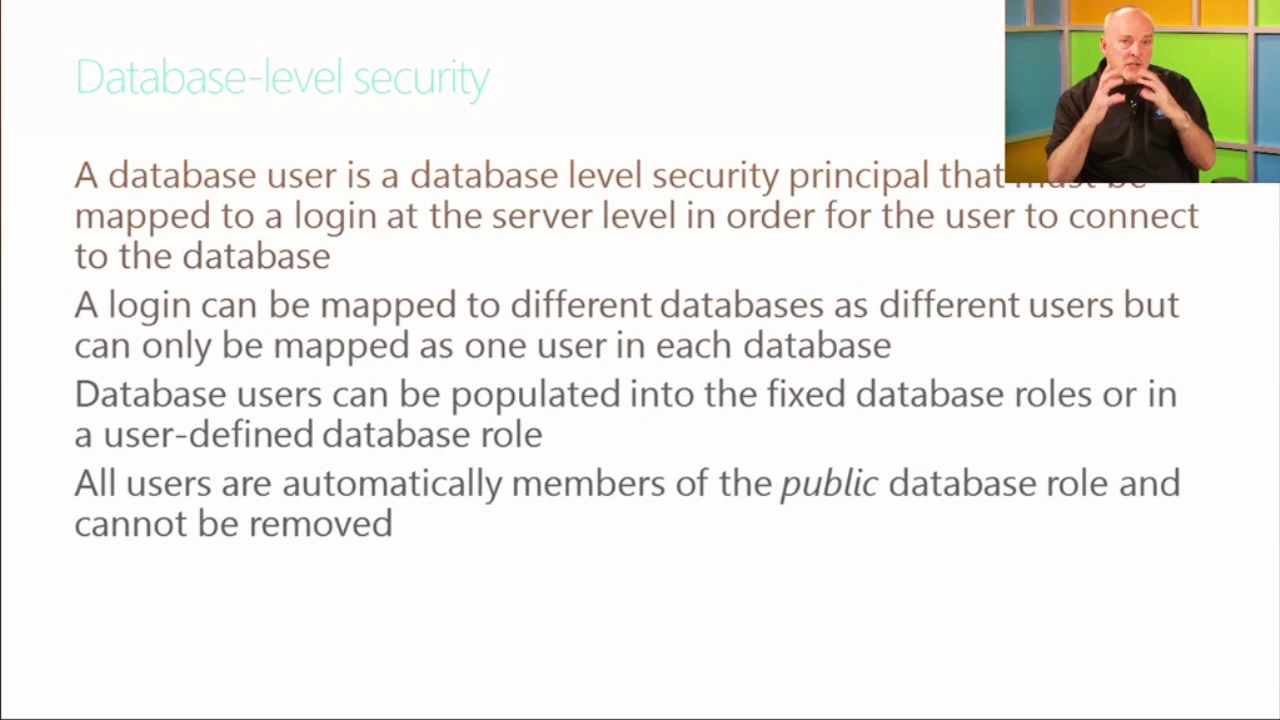 Database-level security
A database user is a database level security principal that must be
mapped to a login at the server level in order for the user to connect
to the database
A login can be mapped to different databases as different users but
can only be mapped as one user in each database
Database users can be populated into the fixed database roles or in
a user-defined database role
All users are automatically members of the public database role and
cannot be removed